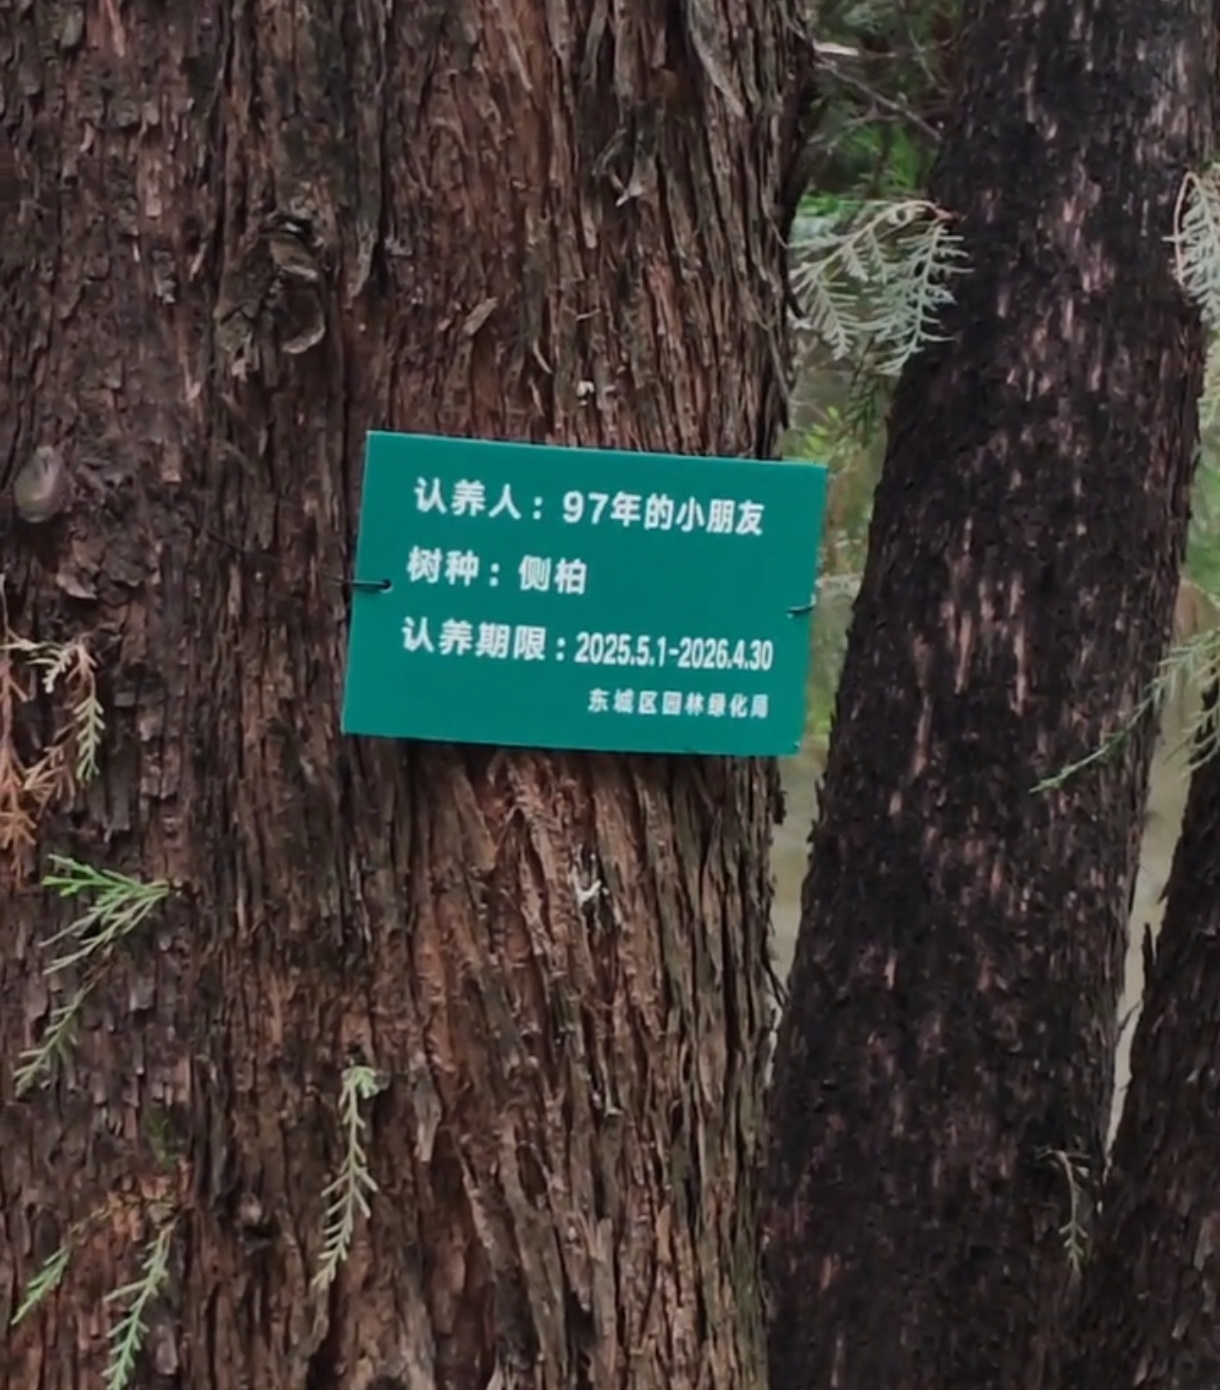 认养人：97年的小朋友
树种：侧柏
认养期限：2025.5.1-2026.4.30
东城区园林绿化局